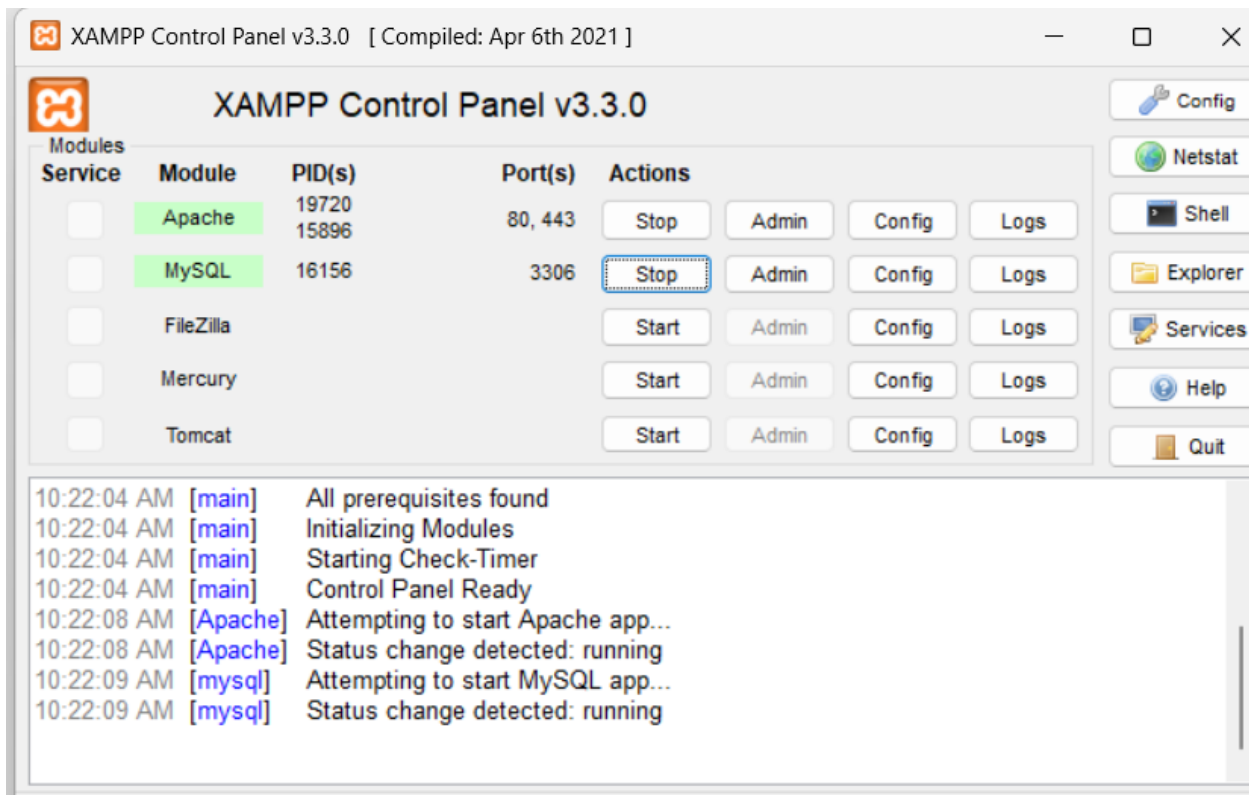 XAMPP Control Panel v3.3.0 [ Compiled: Apr 6th 2021 ]
XAMPP Control Panel v3.3.0
Modules
Service Module PID(s) Port(s) Actions
Apache 19720 15896 80, 443 Stop Admin Config Logs
MySQL 16156 3306 Stop Admin Config Logs
FileZilla Start Admin Config Logs
Mercury Start Admin Config Logs
Tomcat Start Admin Config Logs
Config
Netstat
Shell
Explorer
Services
Help
Quit
10:22:04 AM [main] All prerequisites found
10:22:04 AM [main] Initializing Modules
10:22:04 AM [main] Starting Check-Timer
10:22:04 AM [main] Control Panel Ready
10:22:08 AM [Apache] Attempting to start Apache app...
10:22:08 AM [Apache] Status change detected: running
10:22:09 AM [mysql] Attempting to start MySQL app...
10:22:09 AM [mysql] Status change detected: running